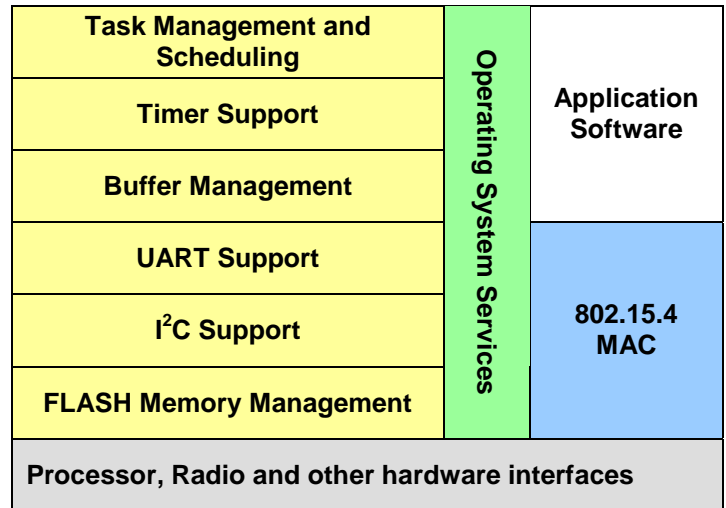 Task Management and
Scheduling
Timer Support
Buffer Management
UART Support
I²C Support
FLASH Memory Management
Operating System Services
Application
Software
802.15.4
MAC
Processor, Radio and other hardware interfaces